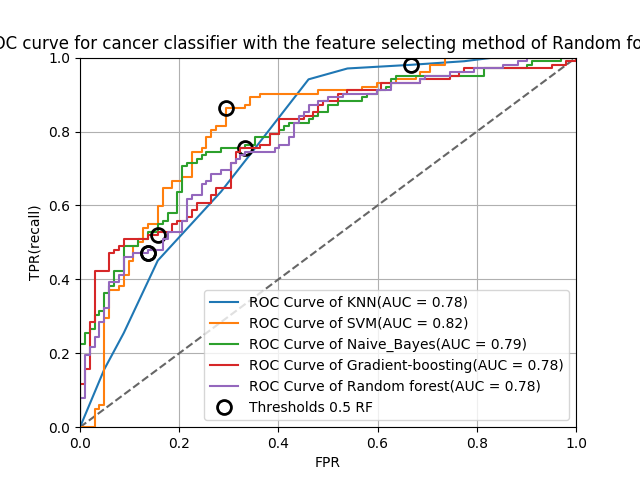 OC curve for cancer classifier with the feature selecting method of Random fo
1.0
0.8
0.6
0.4
0.2
0.0
TPR(recall)
ROC Curve of KNN(AUC = 0.78)
ROC Curve of SVM(AUC = 0.82)
ROC Curve of Naive_Bayes(AUC = 0.79)
ROC Curve of Gradient-boosting(AUC = 0.78)
ROC Curve of Random forest(AUC = 0.78)
Thresholds 0.5 RF
0.0 0.2 0.4 0.6 0.8 1.0
FPR